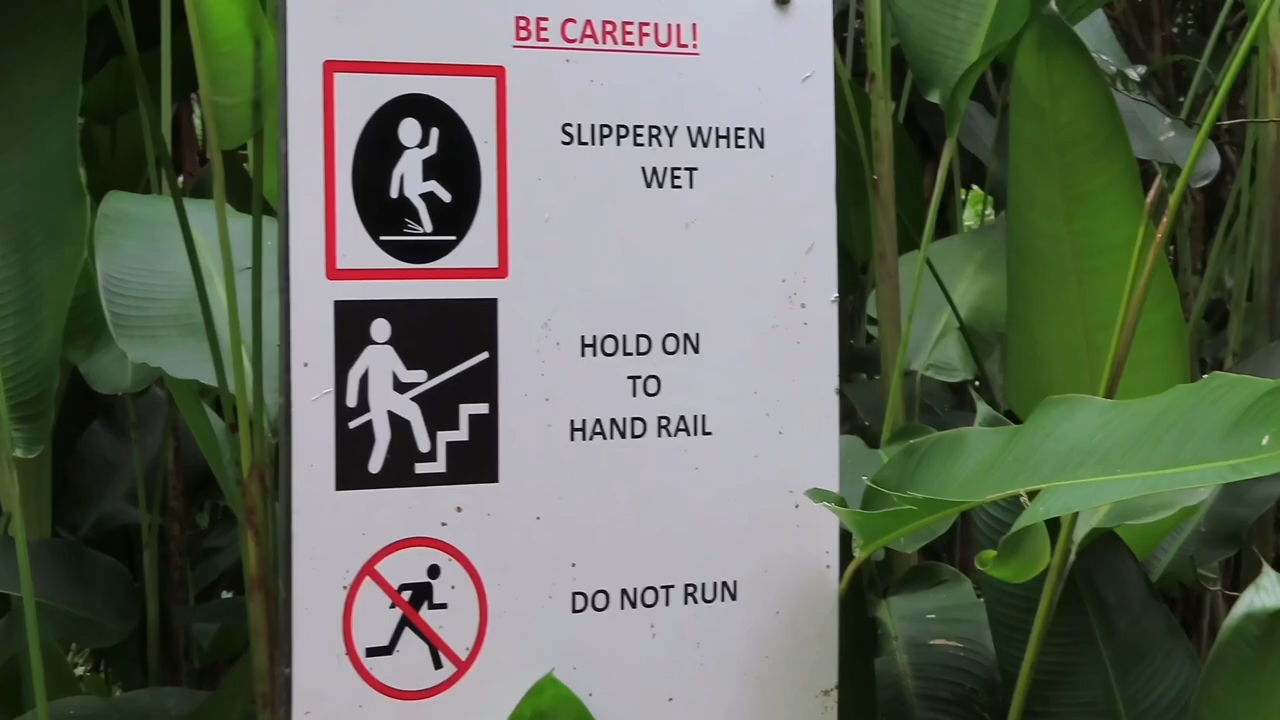 BE CAREFUL!
SLIPPERY WHEN
WET
HOLD ON
TO
HAND RAIL
DO NOT RUN